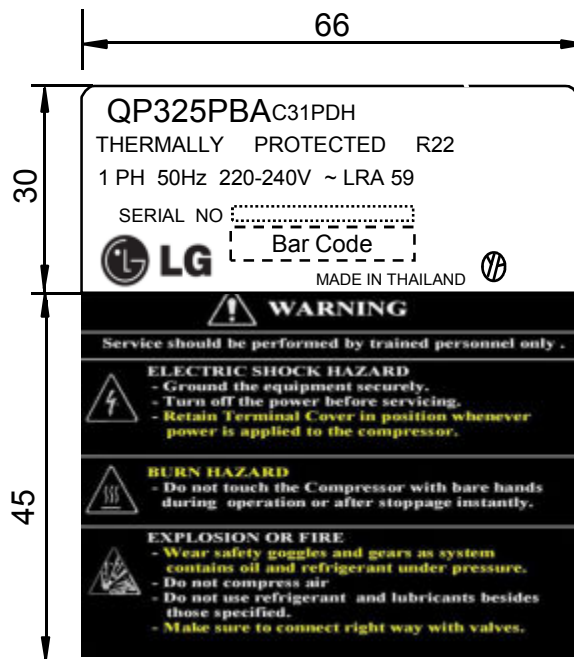 66
30
QP325PBA C31PDH
THERMALLY PROTECTED R22
1 PH 50Hz 220-240V ~ LRA 59
SERIAL NO
Bar Code
LG
MADE IN THAILAND
45
WARNING
Service should be performed by trained personnel only .
ELECTRIC SHOCK HAZARD
- Ground the equipment securely.
- Turn off the power before servicing.
- Retain Terminal Cover in position whenever
power is applied to the compressor.
BURN HAZARD
- Do not touch the Compressor with bare hands
during operation or after stoppage instantly.
EXPLOSION OR FIRE
- Wear safety goggles and gears as system
contains oil and refrigerant under pressure.
- Do not compress air
- Do not use refrigerant and lubricants besides
those specified.
- Make sure to connect right way with valves.